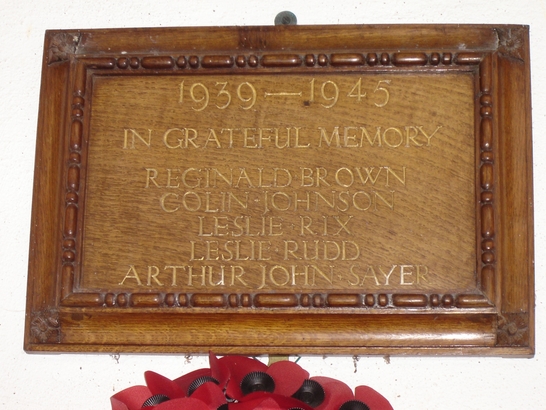 1939—1945
IN GRATEFUL MEMORY
REGINALD BROWN
COLIN·JOHNSON
LESLIE·RIX
LESLIE·RUDD
ARTHUR JOHN·SAYER